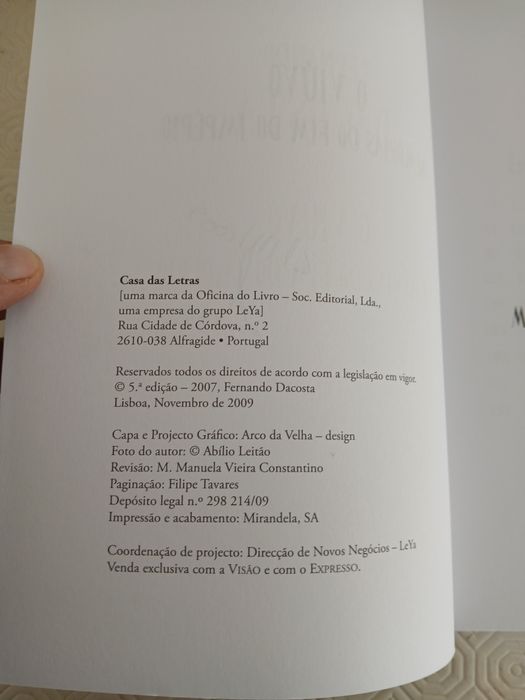 Casa das Letras
[uma marca da Oficina do Livro – Soc. Editorial, Lda.,
uma empresa do grupo LeYa]
Rua Cidade de Córdova, n.º 2
2610-038 Alfragide • Portugal
Reservados todos os direitos de acordo com a legislação em vigor.
© 5.ª edição – 2007, Fernando Dacosta
Lisboa, Novembro de 2009
Capa e Projecto Gráfico: Arco da Velha – design
Foto do autor: © Abílio Leitão
Revisão: M. Manuela Vieira Constantino
Paginação: Filipe Tavares
Depósito legal n.º 298 214/09
Impressão e acabamento: Mirandela, SA
Coordenação de projecto: Direcção de Novos Negócios – LeYa
Venda exclusiva com a VISÃO e com o EXPRESSO.